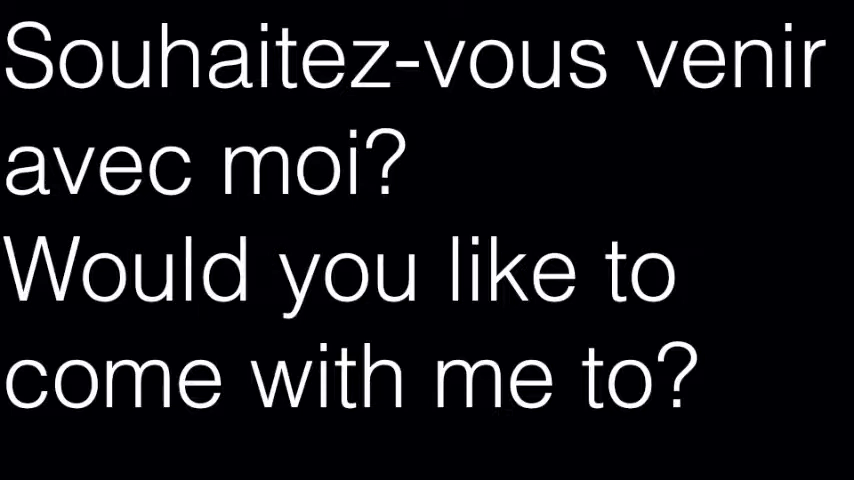 Souhaitez-vous venir
avec moi?
Would you like to
come with me to?